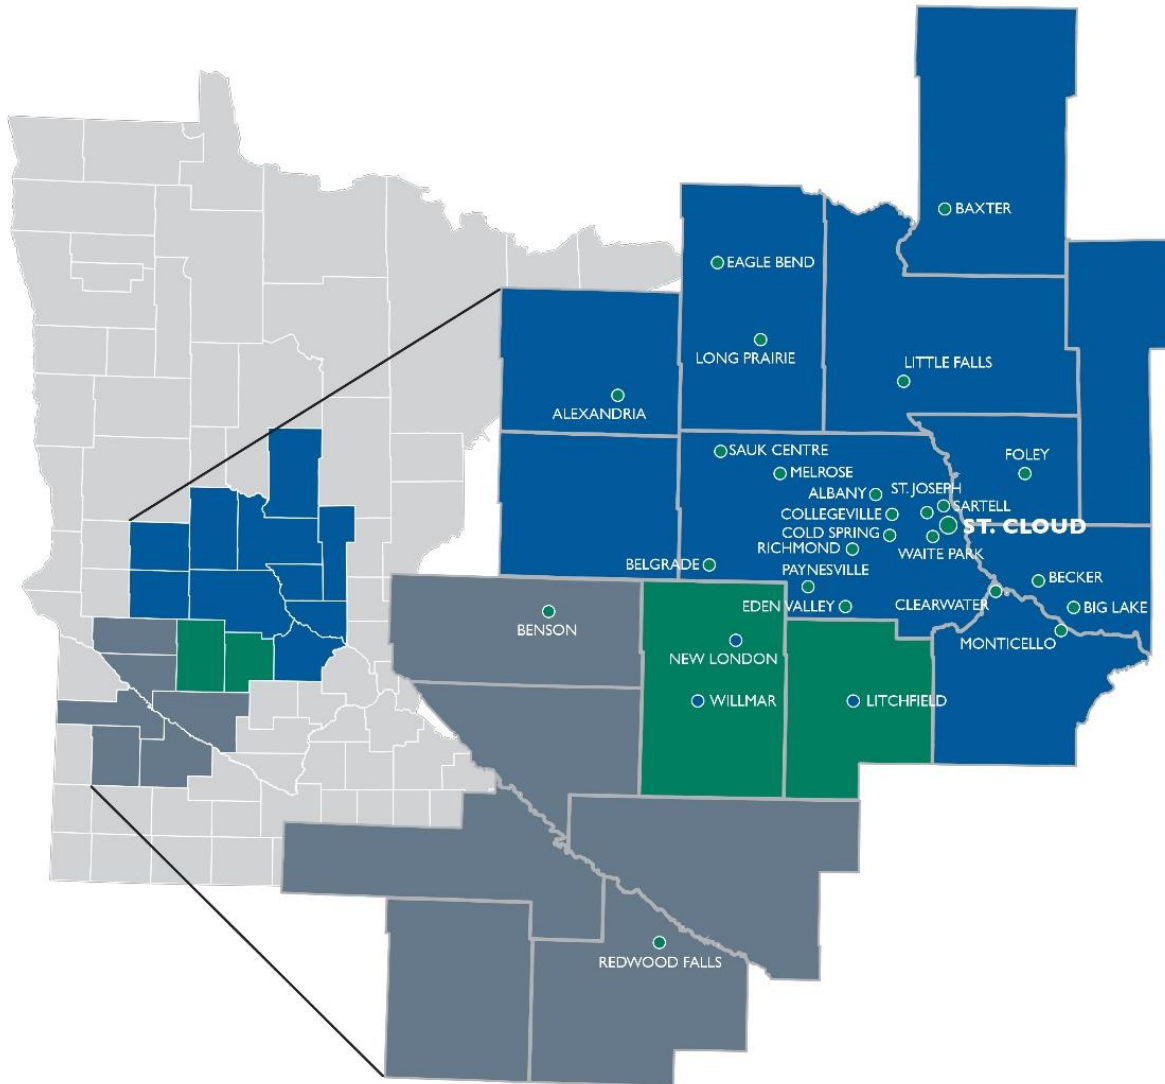 BAXTER
EAGLE BEND
LONG PRAIRIE
LITTLE FALLS
ALEXANDRIA
SAUK CENTRE
FOLEY
MELROSE
ST. JOSEPH
ALBANY
SARTELL
COLLEGEVILLE
ST. CLOUD
COLD SPRING
RICHMOND
WAITE PARK
BELGRADE
PAYNESVILLE
BECKER
CLEARWATER
EDEN VALLEY
BIG LAKE
BENSON
MONTICELLO
NEW LONDON
WILLMAR
LITCHFIELD
REDWOOD FALLS